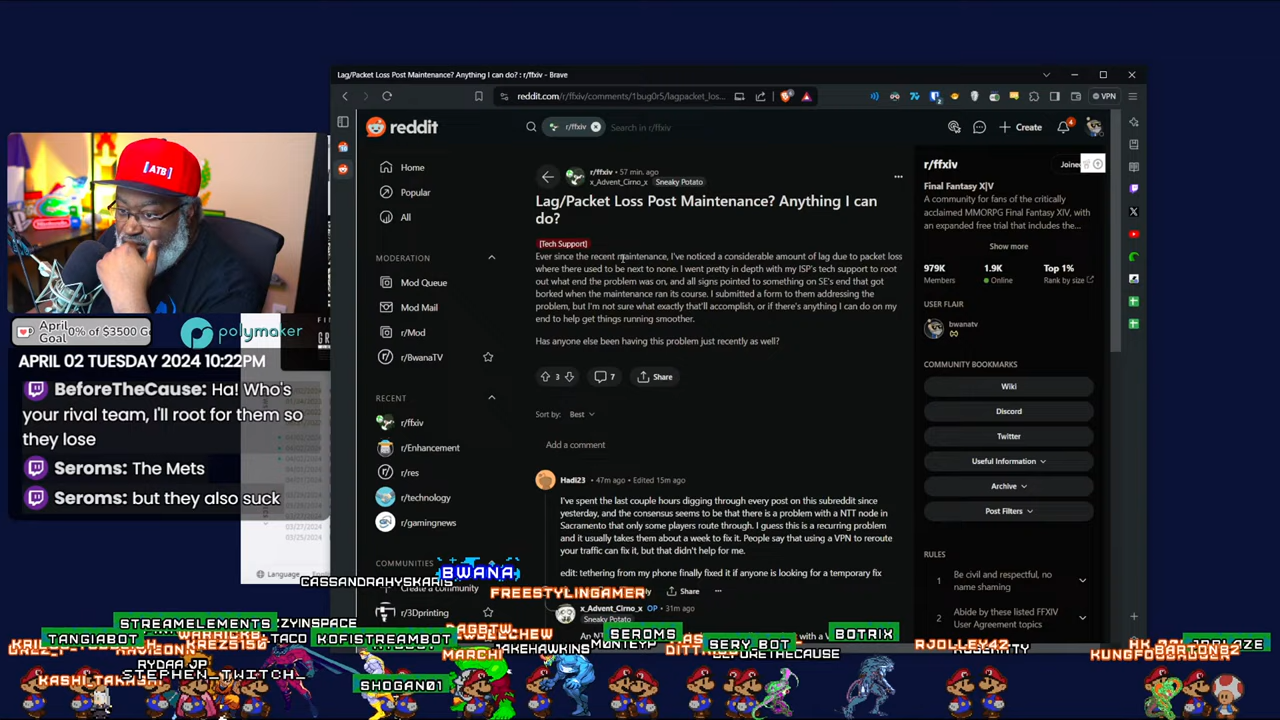 Lag/Packet Loss Post Maintenance? Anything I can do? : r/ffxiv - Brave
reddit.com/r/ffxiv/comments/1bug0r5/lagpacket_los...
VPN
reddit
r/ffxiv
Search in r/ffxiv
Create
4
Home
Popular
All
MODERATION
Mod Queue
Mod Mail
r/Mod
r/BwanaTV
RECENT
r/ffxiv
r/Enhancement
r/res
r/technology
r/gamingnews
COMMUNITIES
Create a community
r/3DPrinting
r/ffxiv • 57 min. ago
x_Advent_Cirno_x Sneaky Potato
Lag/Packet Loss Post Maintenance? Anything I can
do?
[Tech Support]
Ever since the recent maintenance, I've noticed a considerable amount of lag due to packet loss
where there used to be next to none. I went pretty in depth with my ISP's tech support to root
out what end the problem was on, and all signs pointed to something on SE's end that got
borked when the maintenance ran its course. I submitted a form to them addressing the
problem, but I'm not sure what exactly that'll accomplish, or if there's anything I can do on my
end to help get things running smoother.
Has anyone else been having this problem just recently as well?
3
7
Share
Sort by: Best
Add a comment
Hadi23 • 47m ago • Edited 15m ago
I've spent the last couple hours digging through every post on this subreddit since
yesterday, and the consensus seems to be that there is a problem with a NTT node in
Sacramento that only some players route through. I guess this is a recurring problem
and it usually takes them about a week to fix it. People say that using a VPN to reroute
your traffic can fix it, but that didn't help for me.
edit: tethering from my phone finally fixed it if anyone is looking for a temporary fix
Share
x_Advent_Cirno_x OP • 31m ago
Sneaky Potato
r/ffxiv
Joined
Final Fantasy X|V
A community for fans of the critically
acclaimed MMORPG Final Fantasy XIV, with
an expanded free trial that includes the...
Show more
979K
Members
1.9K
Online
Top 1%
Rank by size
USER FLAIR
bwanatv
COMMUNITY BOOKMARKS
Wiki
Discord
Twitter
Useful Information
Archive
Post Filters
RULES
1 Be civil and respectful, no
name shaming
2 Abide by these listed FFXIV
User Agreement topics
[ATB]
April
Goal
0% of $3500
polymaker
APRIL 02 TUESDAY 2024 10:22PM
BeforeTheCause: Ha! Who's
your rival team, I'll root for them so
they lose
Seroms: The Mets
Seroms: but they also suck
Language
CASSANDRAHYSKARIS
BWANA
FREESTYLINGAMER
STREAMELEMENTS
TANGIABOT
KOFISTREAMBOT
SEROMS
SERY_BOT
BOTRIX
RJOLLEY42
RYDAA_JP
STEPHEN_TWITCH_
SHOGAN01